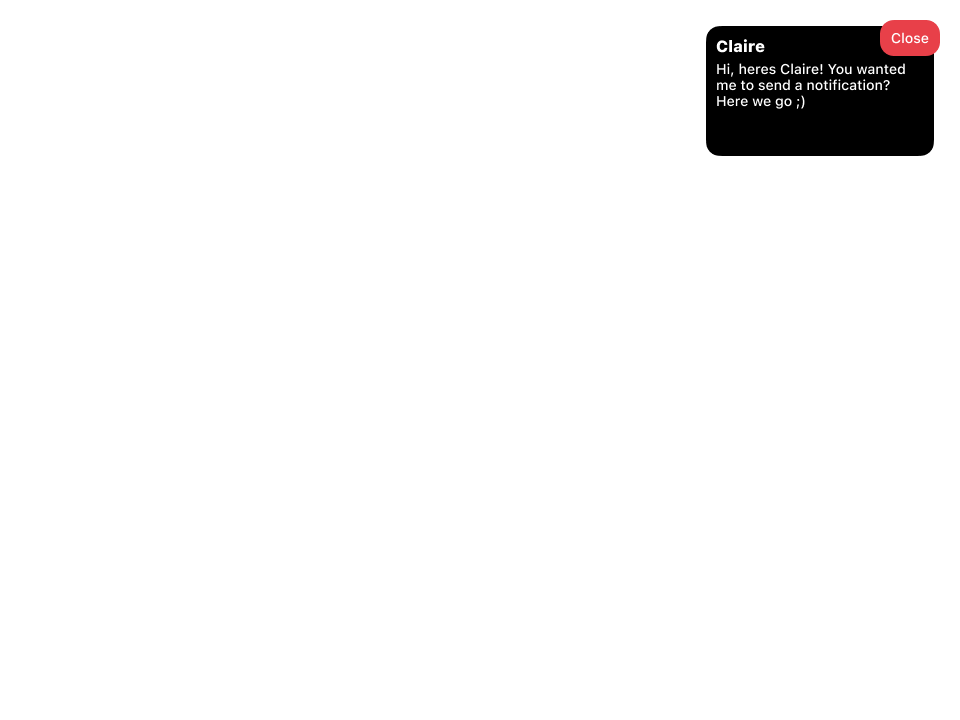 Claire
Close
Hi, heres Claire! You wanted
me to send a notification?
Here we go ;)